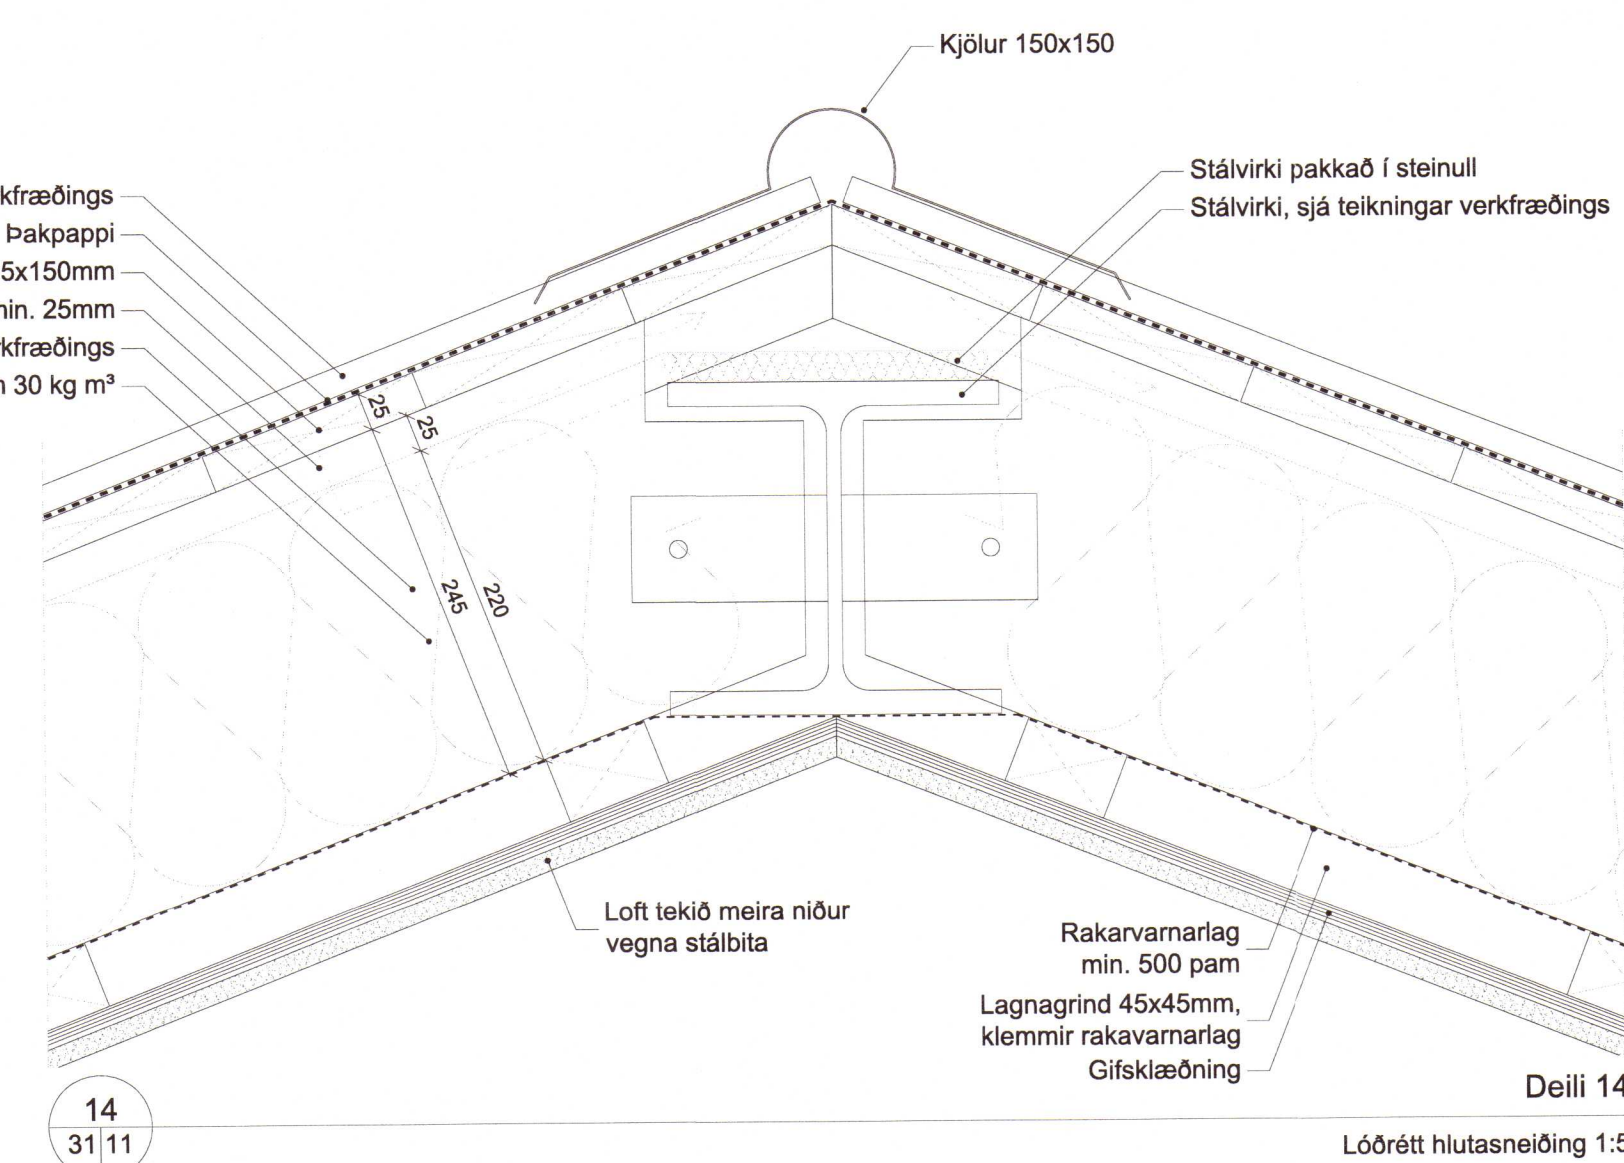 Kjölur 150x150
Stálvirki pakkað í steinull
Stálvirki, sjá teikningar verkfræðings
kfræðings
Þakpappi
5x150mm
in. 25mm
kfræðings
30 kg m³
25
25
245
220
Loft tekið meira niður
vegna stálbita
Rakarvarnarlag
min. 500 pam
Lagnagrind 45x45mm,
klemmir rakavarnarlag
Gifsklæðning
14
31 11
Deili 14
Lóðrétt hlutasneiðing 1:5